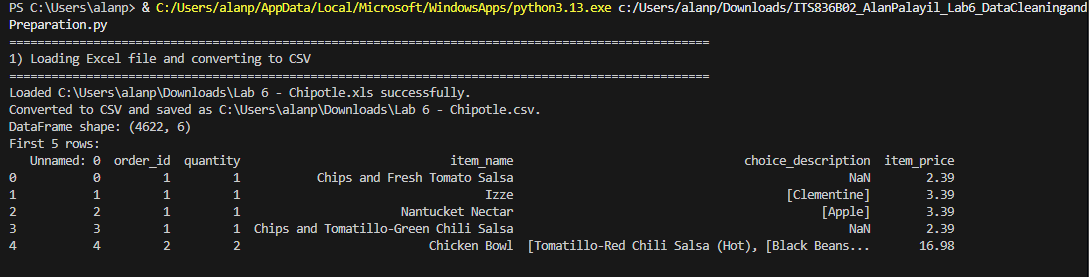 PS C:\Users\alanp> & C:/Users/alanp/AppData/Local/Microsoft/WindowsApps/python3.13.exe c:/Users/alanp/Downloads/ITS836B02_AlanPalayil_Lab6_DataCleaningand
Preparation.py
====================================================================================================
1) Loading Excel file and converting to CSV
====================================================================================================
Loaded C:\Users\alanp\Downloads\Lab 6 - Chipotle.xls successfully.
Converted to CSV and saved as C:\Users\alanp\Downloads\Lab 6 - Chipotle.csv.
DataFrame shape: (4622, 6)
First 5 rows:
   Unnamed: 0  order_id  quantity                              item_name                                 choice_description  item_price
0           0         1         1           Chips and Fresh Tomato Salsa                                                NaN        2.39
1           1         1         1                                   Izze                                       [Clementine]        3.39
2           2         1         1                       Nantucket Nectar                                            [Apple]        3.39
3           3         1         1  Chips and Tomatillo-Green Chili Salsa                                                NaN        2.39
4           4         2         2                           Chicken Bowl  [Tomatillo-Red Chili Salsa (Hot), [Black Beans...       16.98